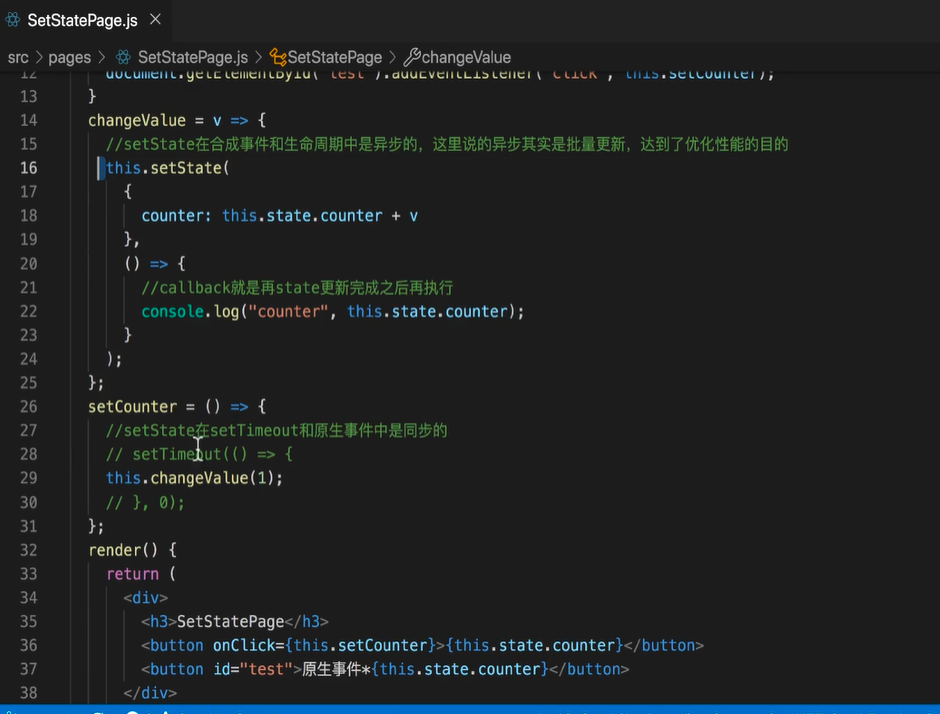 SetStatePage.js ×
src > pages > SetStatePage.js > SetStatePage > changeValue
12 document.getElementById("test").addEventListener("click", this.setCounter);
13 }
14 changeValue = v => {
15 //setState在合成事件和生命周期中是异步的，这里说的异步其实是批量更新，达到了优化性能的目的
16 this.setState(
17 {
18 counter: this.state.counter + v
19 },
20 () => {
21 //callback就是再state更新完成之后再执行
22 console.log("counter", this.state.counter);
23 }
24 );
25 };
26 setCounter = () => {
27 //setState在setTimeout和原生事件中是同步的
28 // setTimeout(() => {
29 this.changeValue(1);
30 // }, 0);
31 };
32 render() {
33 return (
34 <div>
35 <h3>SetStatePage</h3>
36 <button onClick={this.setCounter}>{this.state.counter}</button>
37 <button id="test">原生事件*{this.state.counter}</button>
38 </div>